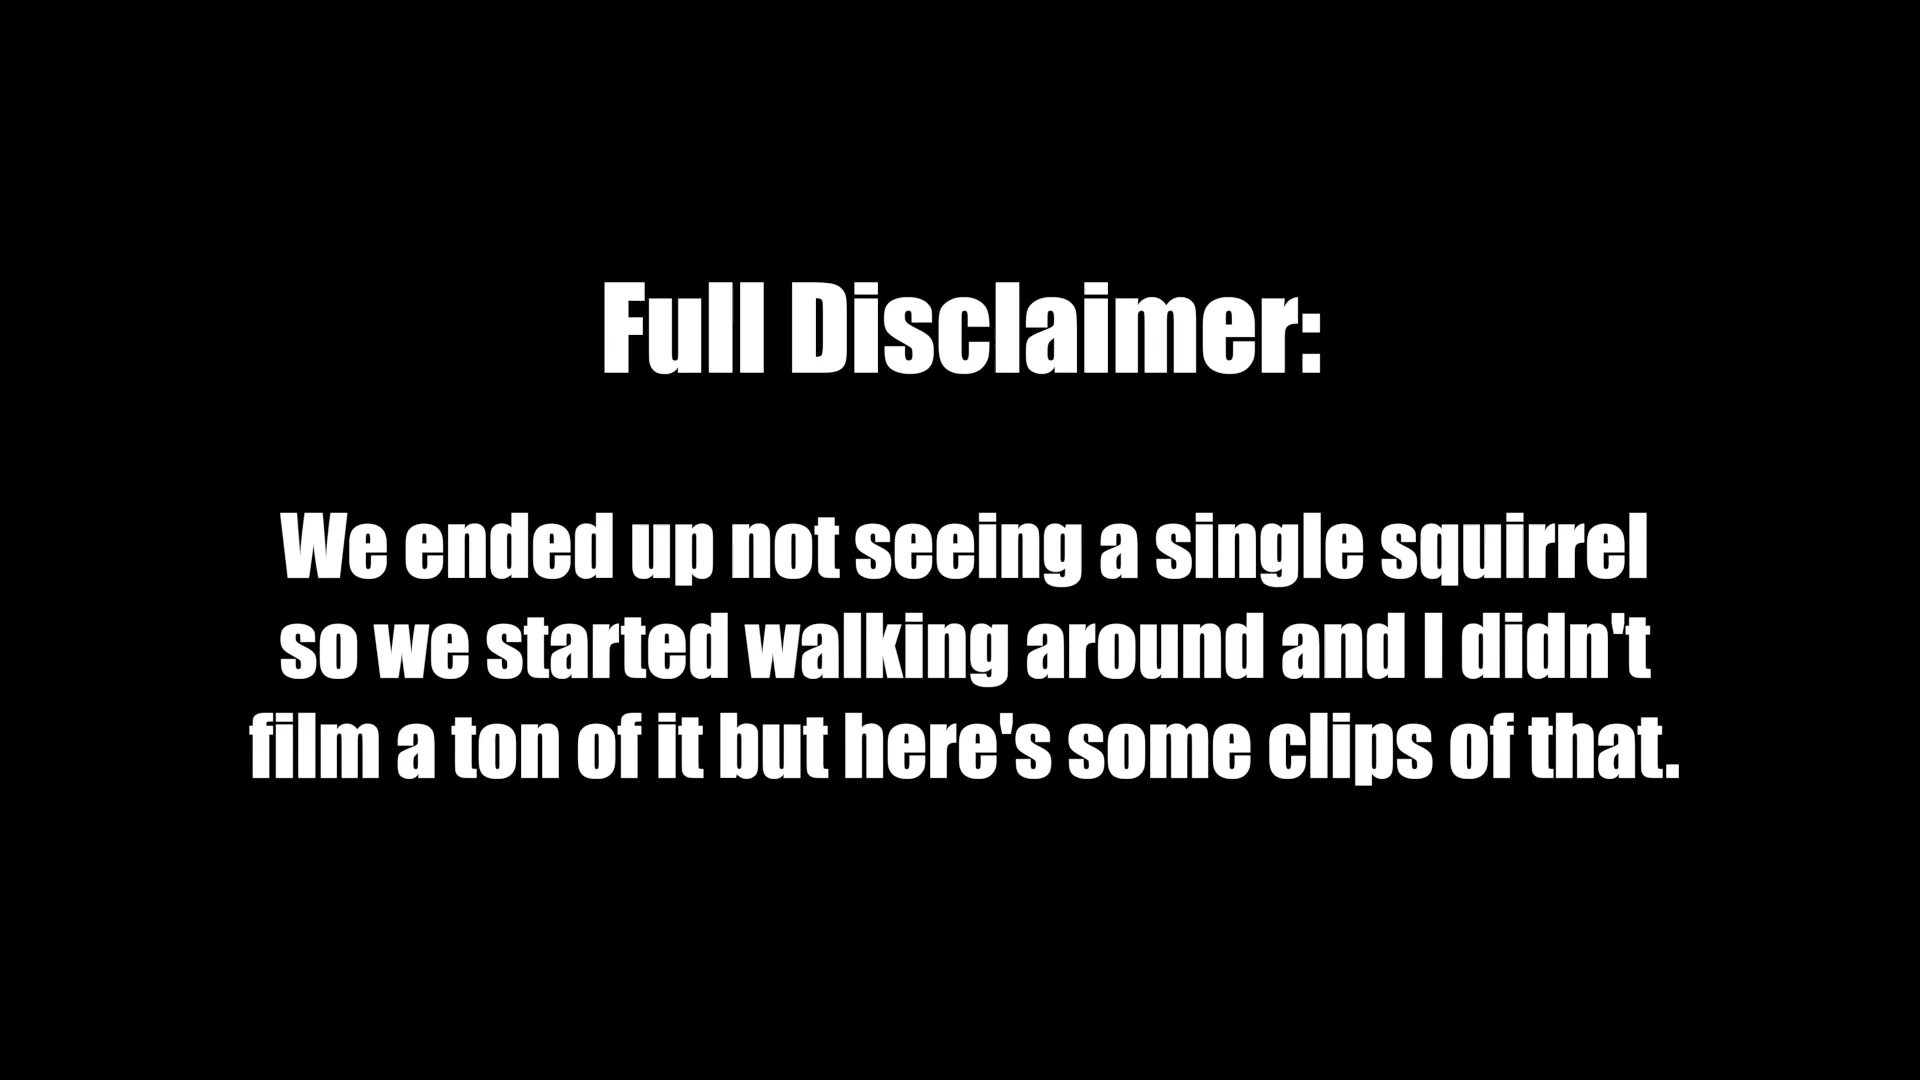 Full Disclaimer:
We ended up not seeing a single squirrel
so we started walking around and I didn't
film a ton of it but here's some clips of that.